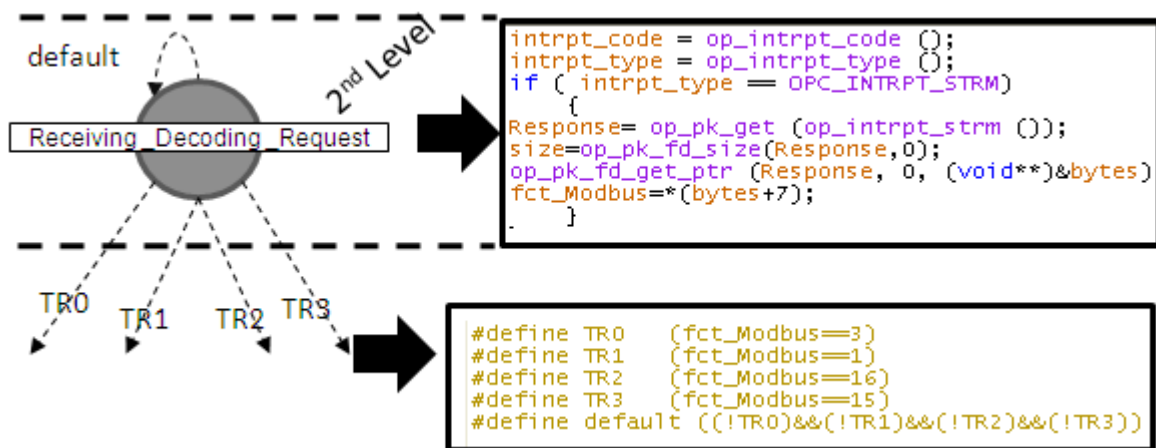 default
2nd Level
Receiving_Decoding_Request
TR0
TR1
TR2
TR3
intrpt_code = op_intrpt_code ();
intrpt_type = op_intrpt_type ();
if ( intrpt_type == OPC_INTRPT_STRM)
{
Response= op_pk_get (op_intrpt_strm ());
size=op_pk_fd_size(Response,0);
op_pk_fd_get_ptr (Response, 0, (void**)&bytes)
fct_Modbus=*(bytes+7);
}
#define TR0 (fct_Modbus==3)
#define TR1 (fct_Modbus==1)
#define TR2 (fct_Modbus==16)
#define TR3 (fct_Modbus==15)
#define default ((!TR0)&&(!TR1)&&(!TR2)&&(!TR3))